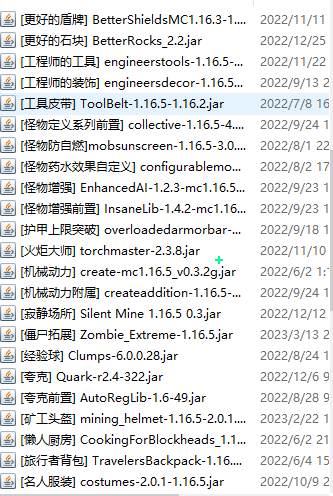 [更好的盾牌] BetterShieldsMC1.16.3-1... 2022/11/11
[更好的石块] BetterRocks_2.2.jar 2022/12/25
[工程师的工具] engineerstools-1.16.5-... 2022/11/22
[工程师的装饰] engineersdecor-1.16.5-... 2022/9/13 2
[工具皮带] ToolBelt-1.16.5-1.16.2.jar 2022/7/8 16
[怪物定义系列前置] collective-1.16.5-4.... 2022/9/24 1
[怪物防自燃]mobsunscreen-1.16.5-3.0... 2022/8/1 22
[怪物药水效果自定义] configurablemo... 2022/8/2 17
[怪物增强] EnhancedAI-1.2.3-mc1.16.5... 2022/9/23 1
[怪物增强前置] InsaneLib-1.4.2-mc1.16... 2022/9/23 1
[护甲上限突破] overloadedarmorbar-... 2022/9/18 1
[火炬大师] torchmaster-2.3.8.jar 2022/11/10
[机械动力] create-mc1.16.5_v0.3.2g.jar 2022/6/2 1:1
[机械动力附属] createaddition-1.16.5-... 2022/9/24 1
[寂静场所] Silent Mine 1.16.5 0.3.jar 2022/12/12
[僵尸拓展] Zombie_Extreme-1.16.5.jar 2023/3/13 2
[经验球] Clumps-6.0.0.28.jar 2022/8/24 1
[夸克] Quark-r2.4-322.jar 2022/12/6 9
[夸克前置] AutoRegLib-1.6-49.jar 2022/8/28 9
[矿工头盔] mining_helmet-1.16.5-2.0.1... 2023/2/22 1
[懒人厨房] CookingForBlockheads_1.1... 2022/6/2 21
[旅行者背包] TravelersBackpack-1.16.... 2022/6/4 15
[名人服装] costumes-2.0.1-1.16.5.jar 2022/10/9 2